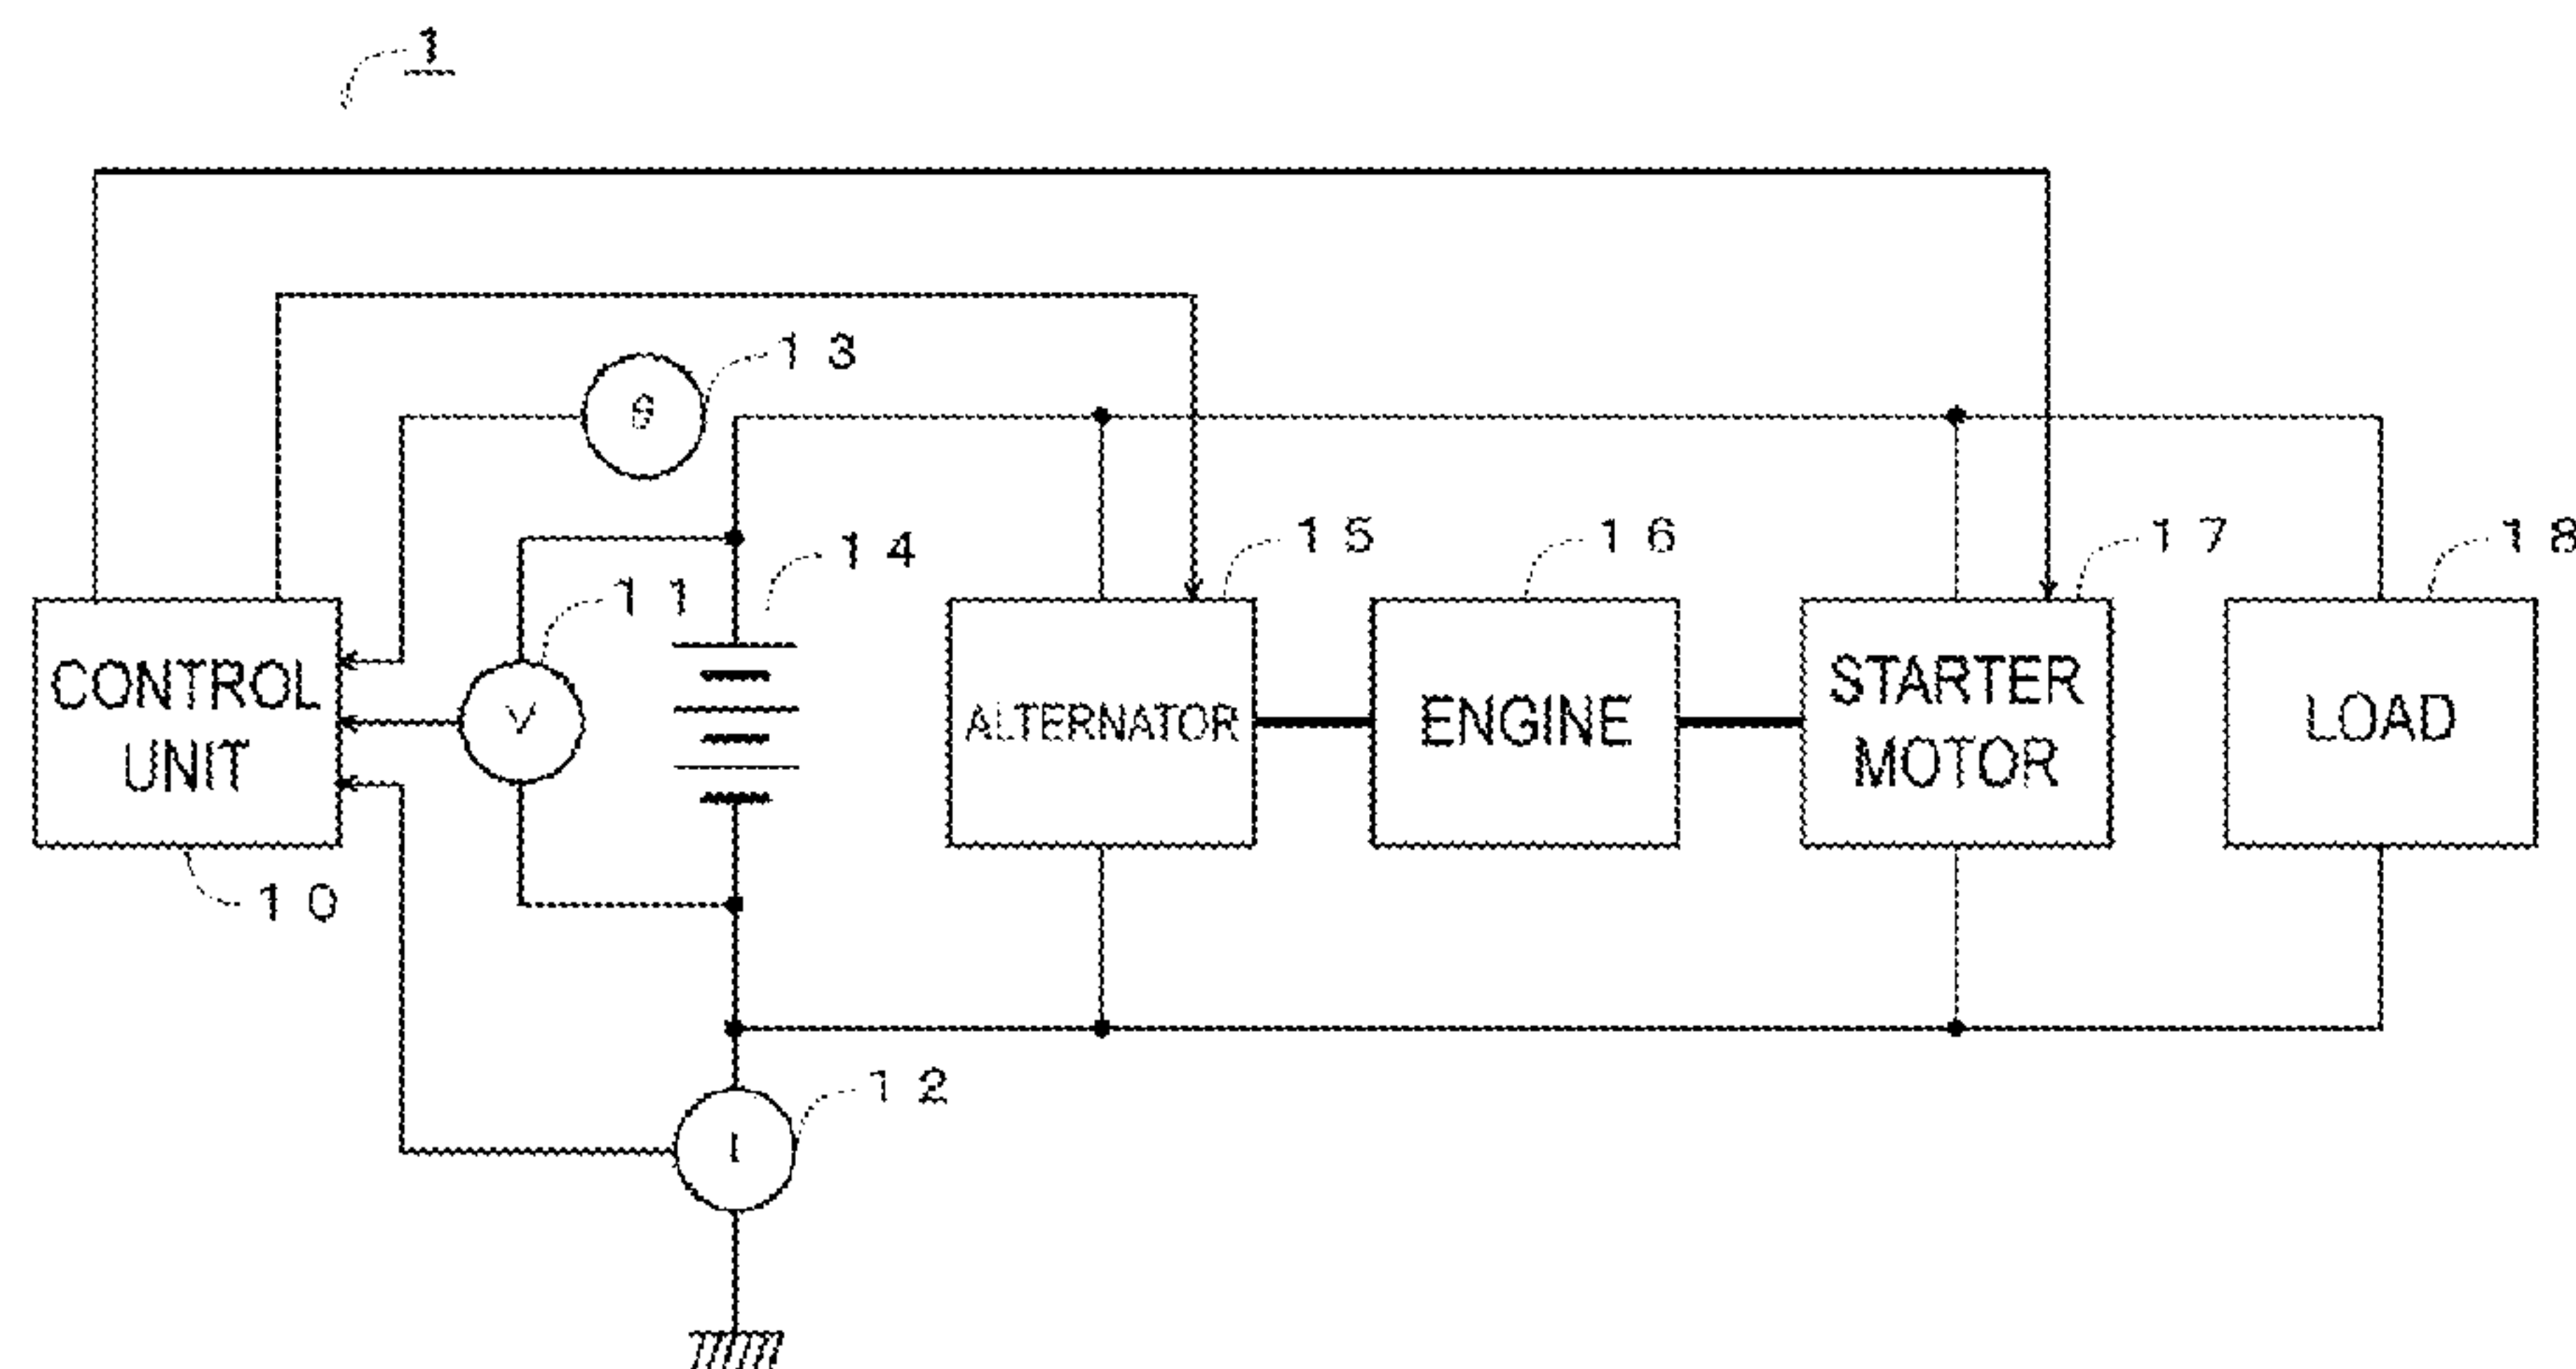 1
13
θ
15
16
17
18
14
11
CONTROL
UNIT
V
ALTERNATOR
ENGINE
STARTER
MOTOR
LOAD
10
12
I